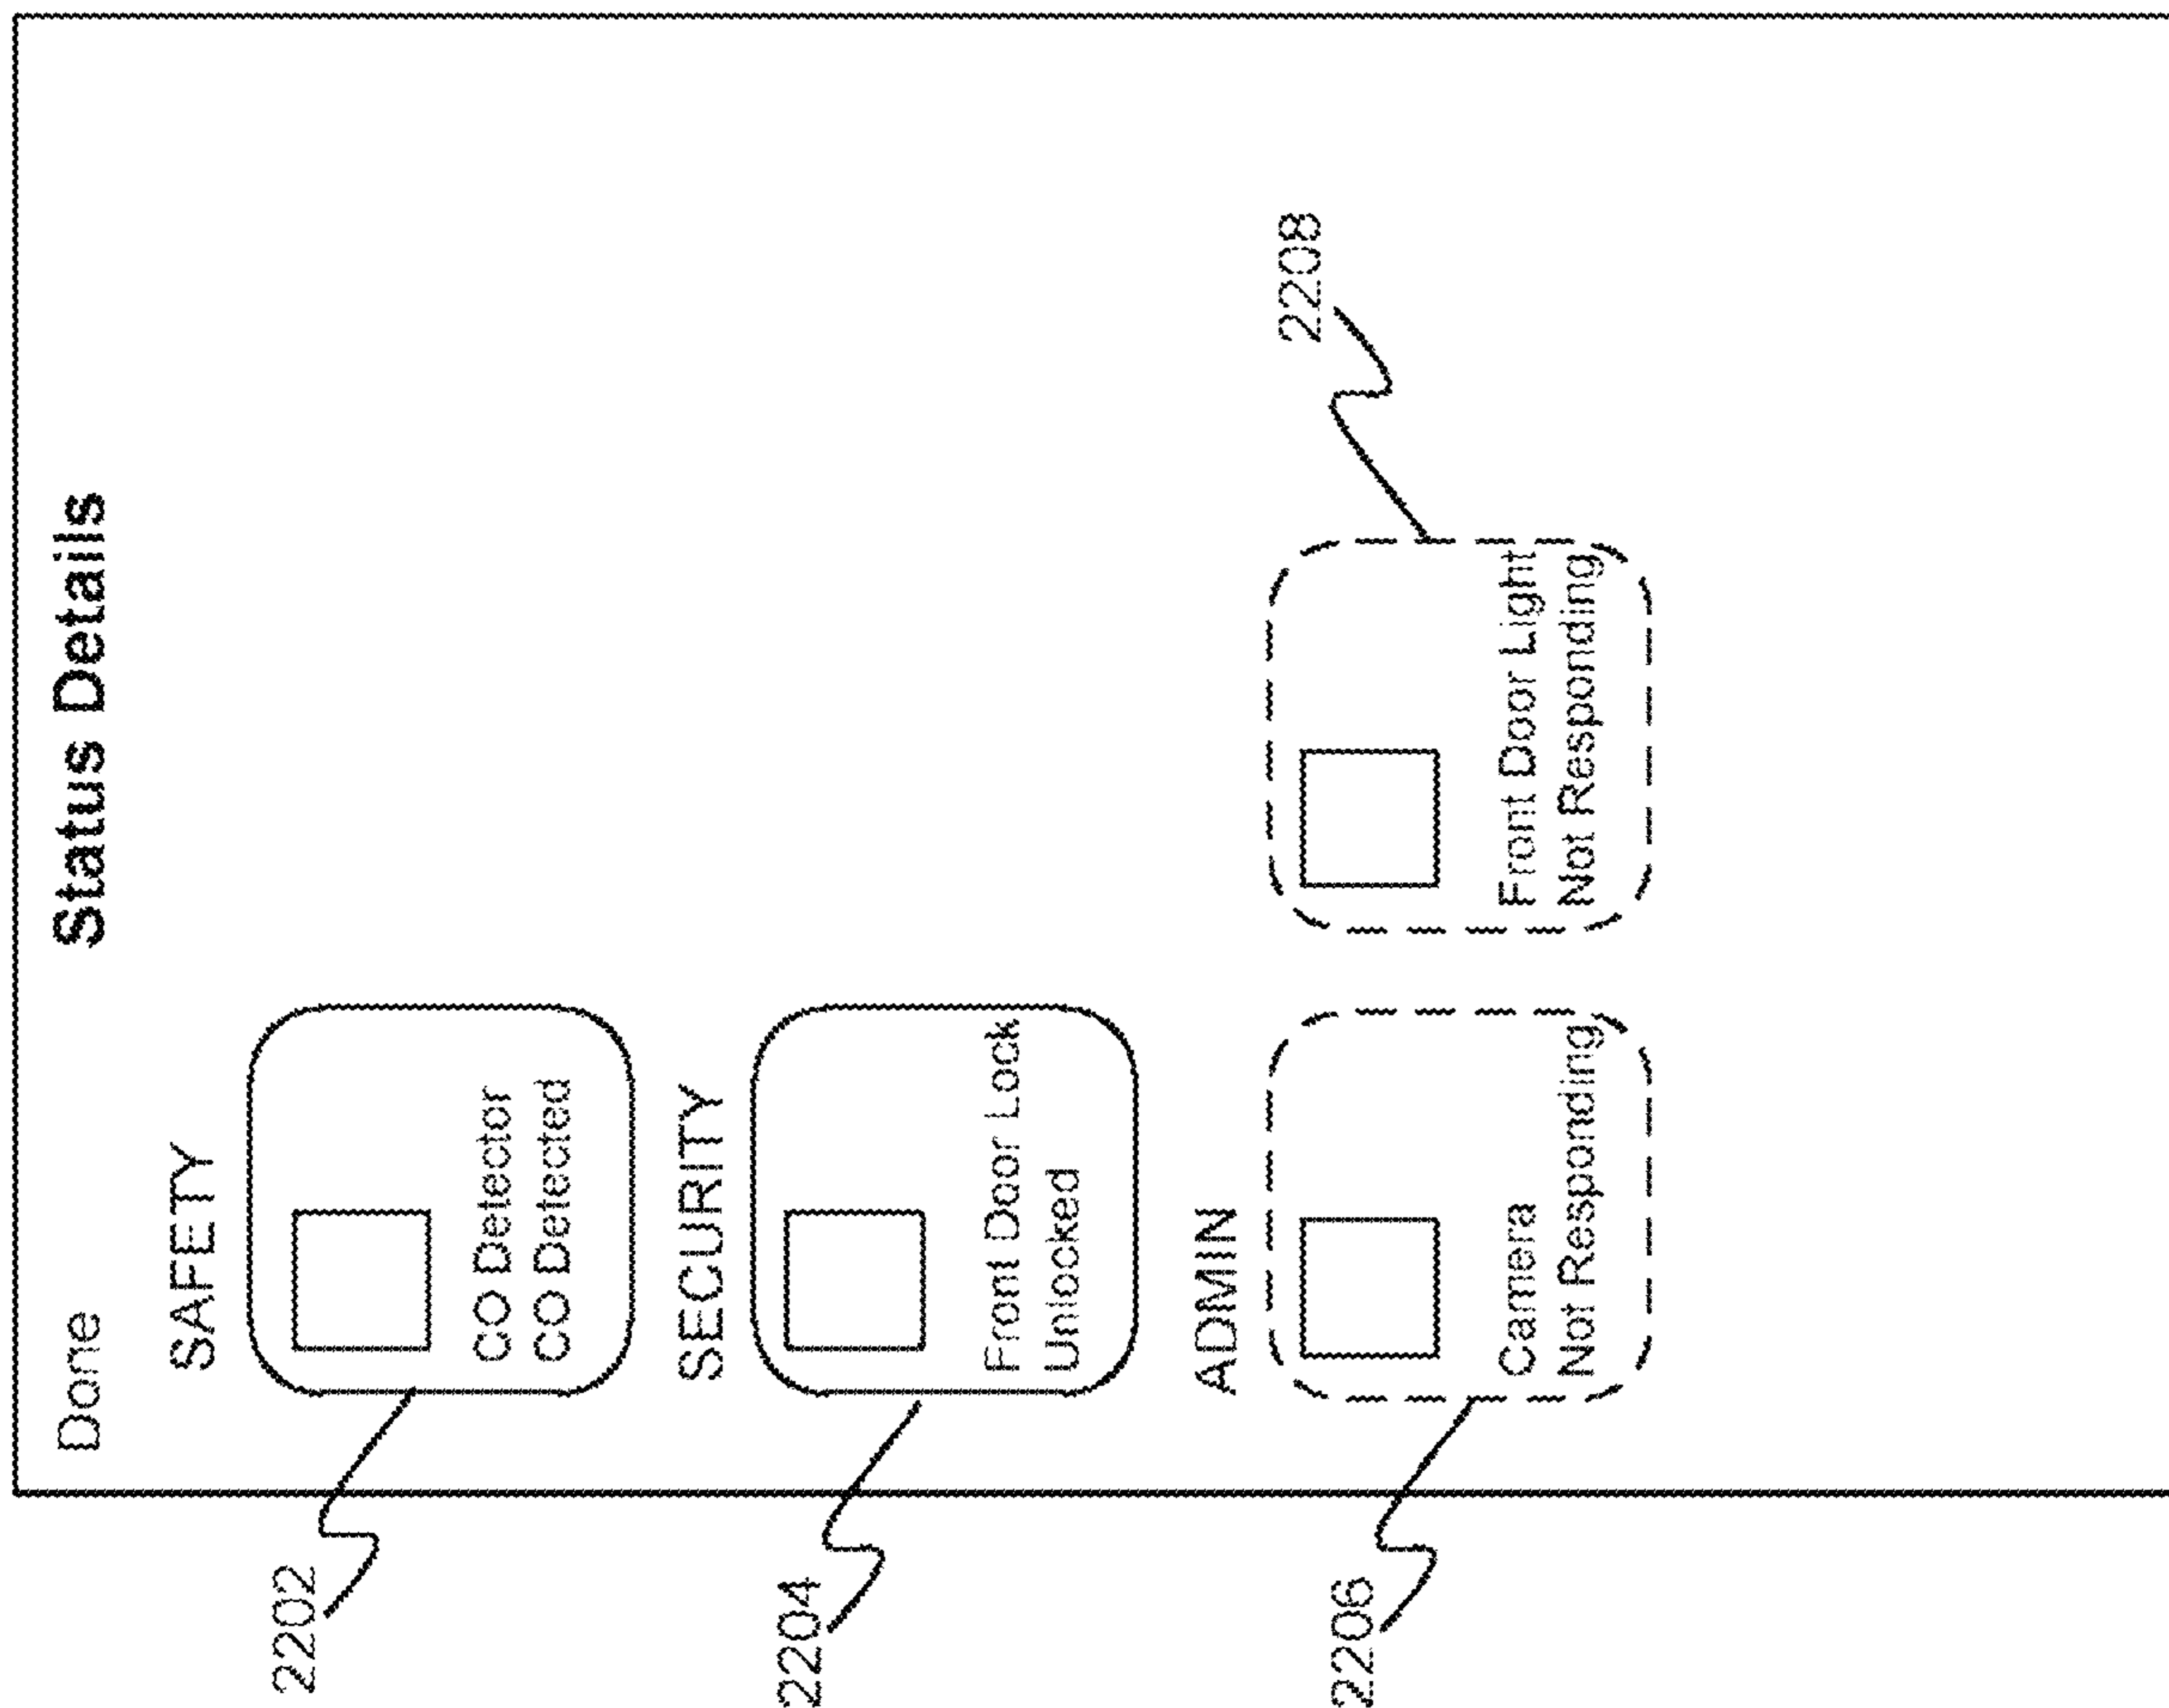 Done
Status Details
SAFETY
2202
CO Detector
CO Detected
SECURITY
2204
Front Door Lock
Unlocked
ADMIN
2206
Camera
Not Responding
2208
Front Door Light
Not Responding